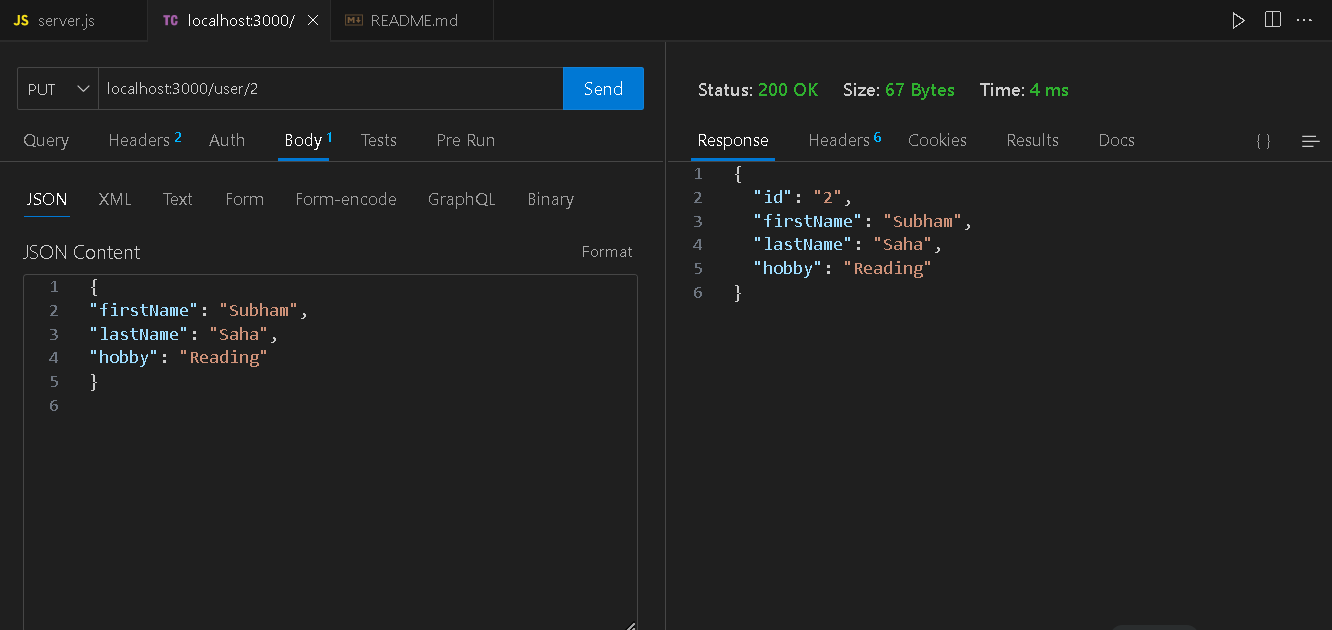 JS server.js TC localhost:3000/ README.md
PUT localhost:3000/user/2 Send
Query Headers 2 Auth Body 1 Tests Pre Run
JSON XML Text Form Form-encode GraphQL Binary
JSON Content Format
1 {
2 "firstName": "Subham",
3 "lastName": "Saha",
4 "hobby": "Reading"
5 }
6
Status: 200 OK Size: 67 Bytes Time: 4 ms
Response Headers 6 Cookies Results Docs { }
1 {
2 "id": "2",
3 "firstName": "Subham",
4 "lastName": "Saha",
5 "hobby": "Reading"
6 }